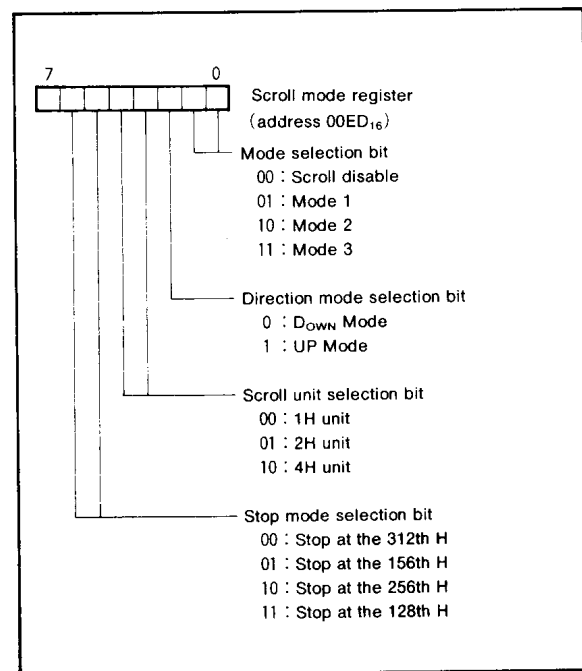 7 0
Scroll mode register
(address 00ED₁₆)
Mode selection bit
00 : Scroll disable
01 : Mode 1
10 : Mode 2
11 : Mode 3
Direction mode selection bit
0 : DOWN Mode
1 : UP Mode
Scroll unit selection bit
00 : 1H unit
01 : 2H unit
10 : 4H unit
Stop mode selection bit
00 : Stop at the 312th H
01 : Stop at the 156th H
10 : Stop at the 256th H
11 : Stop at the 128th H